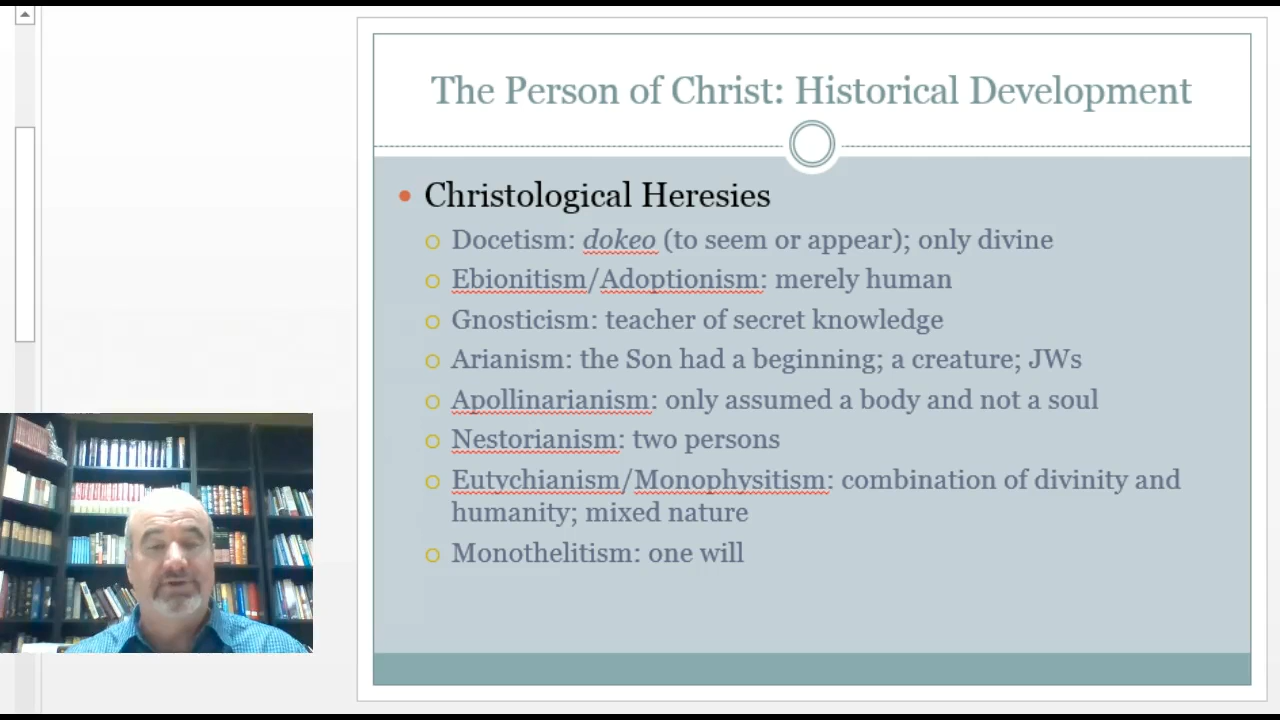 The Person of Christ: Historical Development
Christological Heresies
Docetism: dokeo (to seem or appear); only divine
Ebionitism/Adoptionism: merely human
Gnosticism: teacher of secret knowledge
Arianism: the Son had a beginning; a creature; JWs
Apollinarianism: only assumed a body and not a soul
Nestorianism: two persons
Eutychianism/Monophysitism: combination of divinity and
humanity; mixed nature
Monothelitism: one will